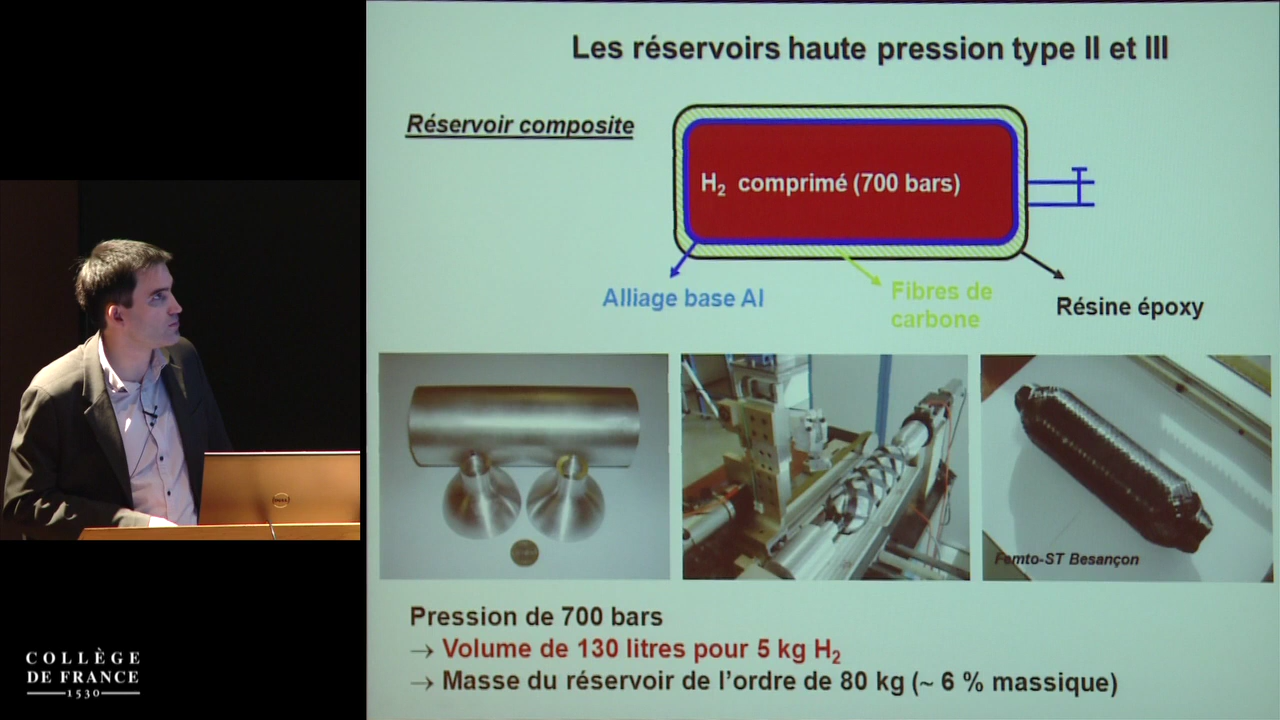 Les réservoirs haute pression type II et III
Réservoir composite
H₂ comprimé (700 bars)
Alliage base Al
Fibres de
carbone
Résine époxy
Femto-ST Besançon
Pression de 700 bars
→ Volume de 130 litres pour 5 kg H₂
→ Masse du réservoir de l'ordre de 80 kg (~ 6 % massique)
DELL
COLLÈGE
DE FRANCE
1530